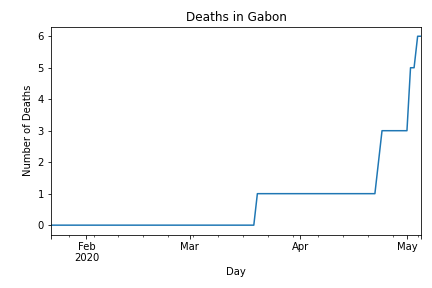 Deaths in Gabon
Number of Deaths
6
5
4
3
2
1
0
Feb
2020
Mar
Apr
May
Day